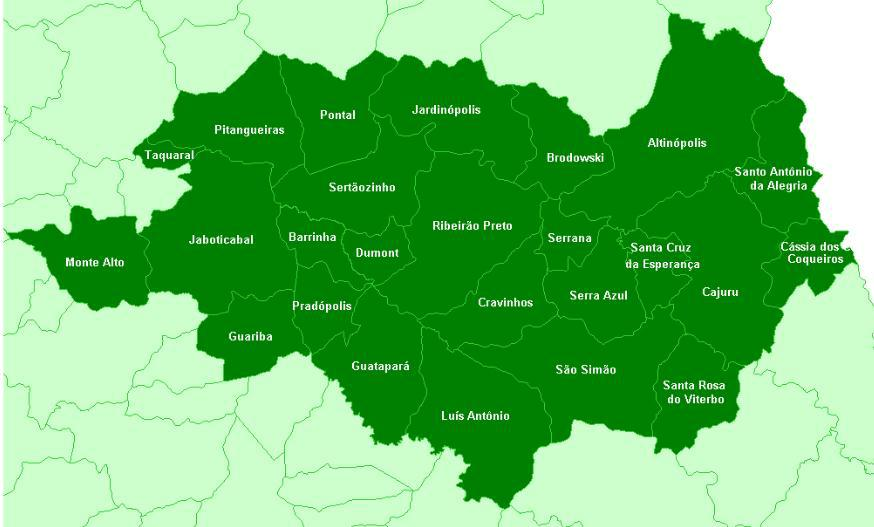 Jardinópolis
Pontal
Pitangueiras
Altinópolis
Taquaral
Brodowski
Santo Antônio
da Alegria
Sertãozinho
Ribeirão Preto
Jaboticabal
Barrinha
Serrana
Dumont
Santa Cruz
da Esperança
Cássia dos
Coqueiros
Monte Alto
Cajuru
Serra Azul
Cravinhos
Pradópolis
Guariba
Guatapará
São Simão
Santa Rosa
do Viterbo
Luís Antônio